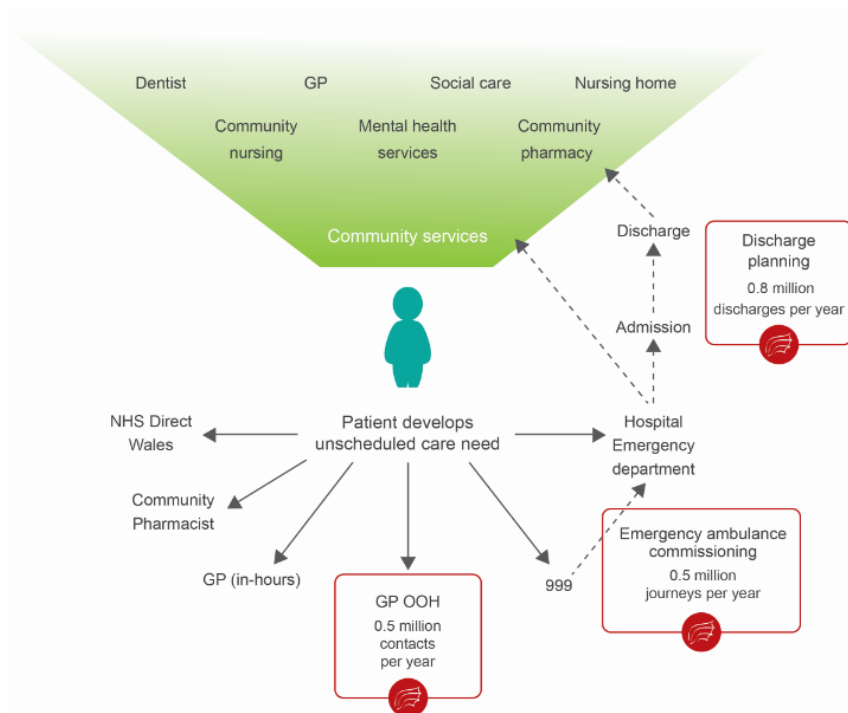 Dentist
GP
Social care
Nursing home
Community
nursing
Mental health
services
Community
pharmacy
Community services
Discharge
Discharge
planning
0.8 million
discharges per year
Admission
NHS Direct
Wales
Patient develops
unscheduled care need
Hospital
Emergency
department
Community
Pharmacist
GP (in-hours)
GP OOH
0.5 million
contacts
per year
999
Emergency ambulance
commissioning
0.5 million
journeys per year